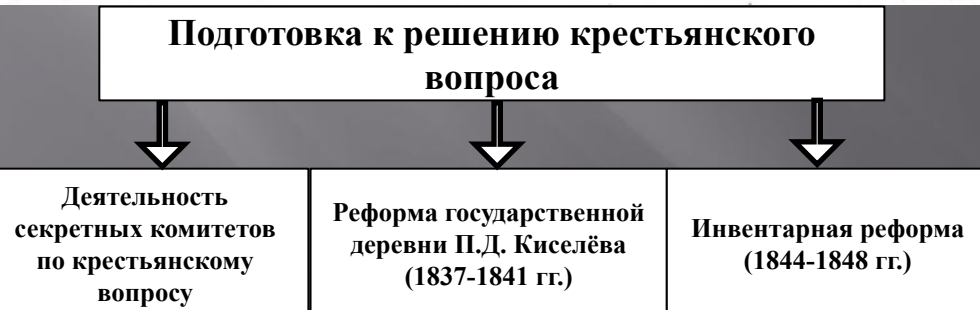 Подготовка к решению крестьянского
вопроса
Деятельность
секретных комитетов
по крестьянскому
вопросу
Реформа государственной
деревни П.Д. Киселёва
(1837-1841 гг.)
Инвентарная реформа
(1844-1848 гг.)